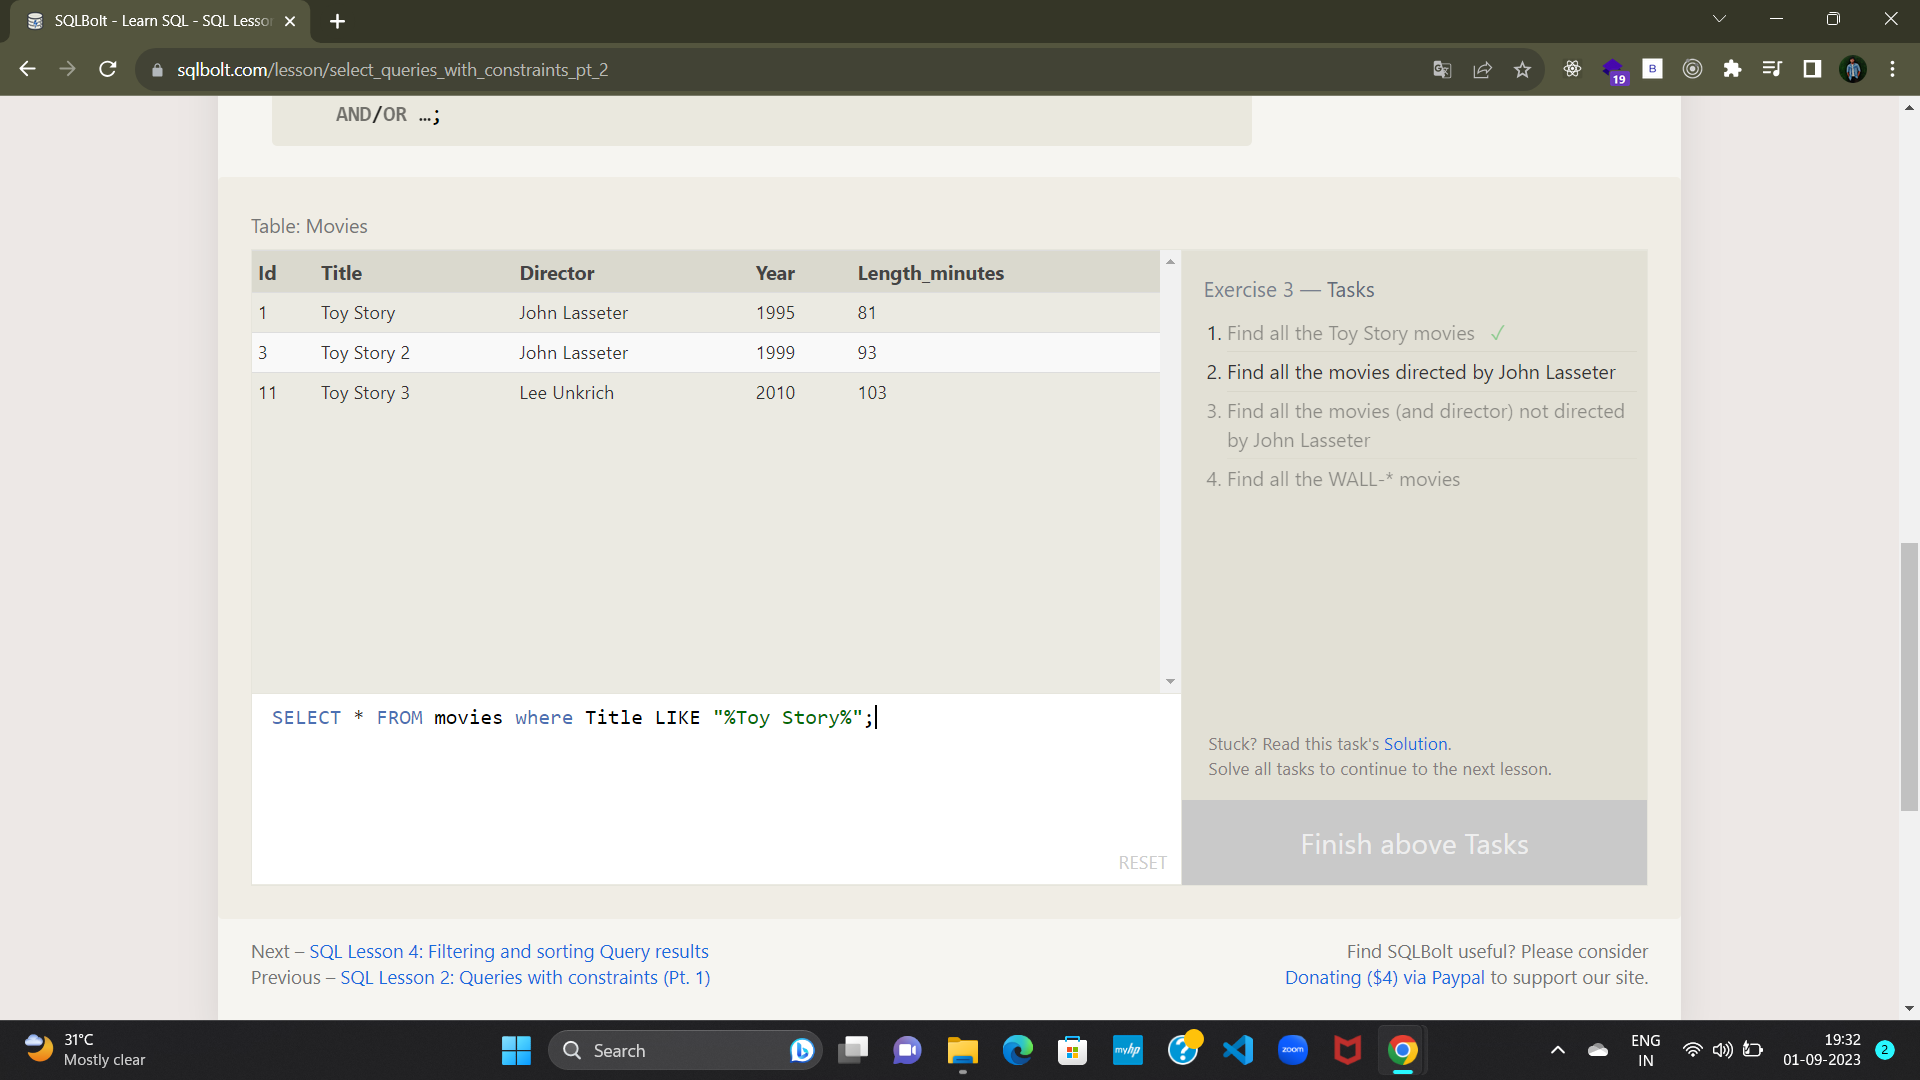 SQLBolt - Learn SQL - SQL Lesson
sqlbolt.com/lesson/select_queries_with_constraints_pt_2
19
B
AND/OR …;
Table: Movies
Id Title Director Year Length_minutes
1 Toy Story John Lasseter 1995 81
3 Toy Story 2 John Lasseter 1999 93
11 Toy Story 3 Lee Unkrich 2010 103
Exercise 3 — Tasks
1. Find all the Toy Story movies ✓
2. Find all the movies directed by John Lasseter
3. Find all the movies (and director) not directed
by John Lasseter
4. Find all the WALL-* movies
SELECT * FROM movies where Title LIKE "%Toy Story%";
RESET
Stuck? Read this task's Solution.
Solve all tasks to continue to the next lesson.
Finish above Tasks
Next – SQL Lesson 4: Filtering and sorting Query results
Previous – SQL Lesson 2: Queries with constraints (Pt. 1)
Find SQLBolt useful? Please consider
Donating ($4) via Paypal to support our site.
31°C
Mostly clear
Search
myhp
zoom
ENG
IN
19:32
01-09-2023
2